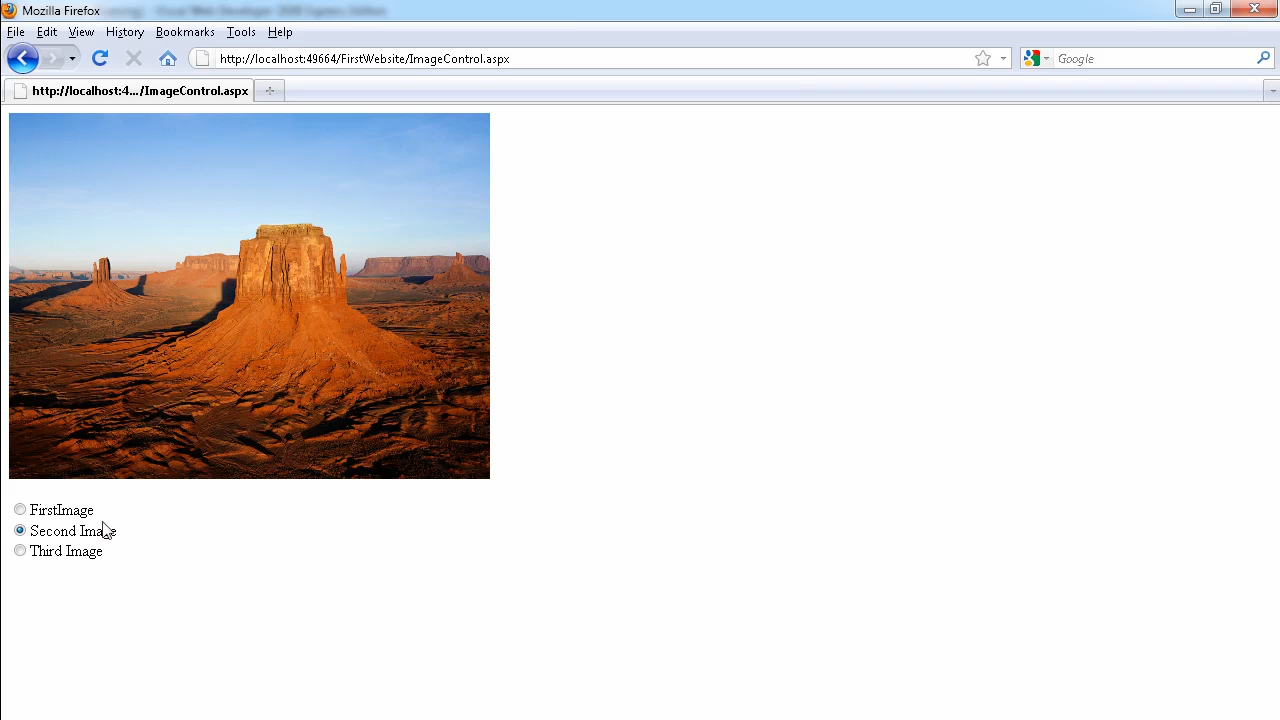 Mozilla Firefox
File Edit View History Bookmarks Tools Help
http://localhost:49664/FirstWebsite/ImageControl.aspx
Google
http://localhost:4.../ImageControl.aspx
FirstImage
Second Image
Third Image